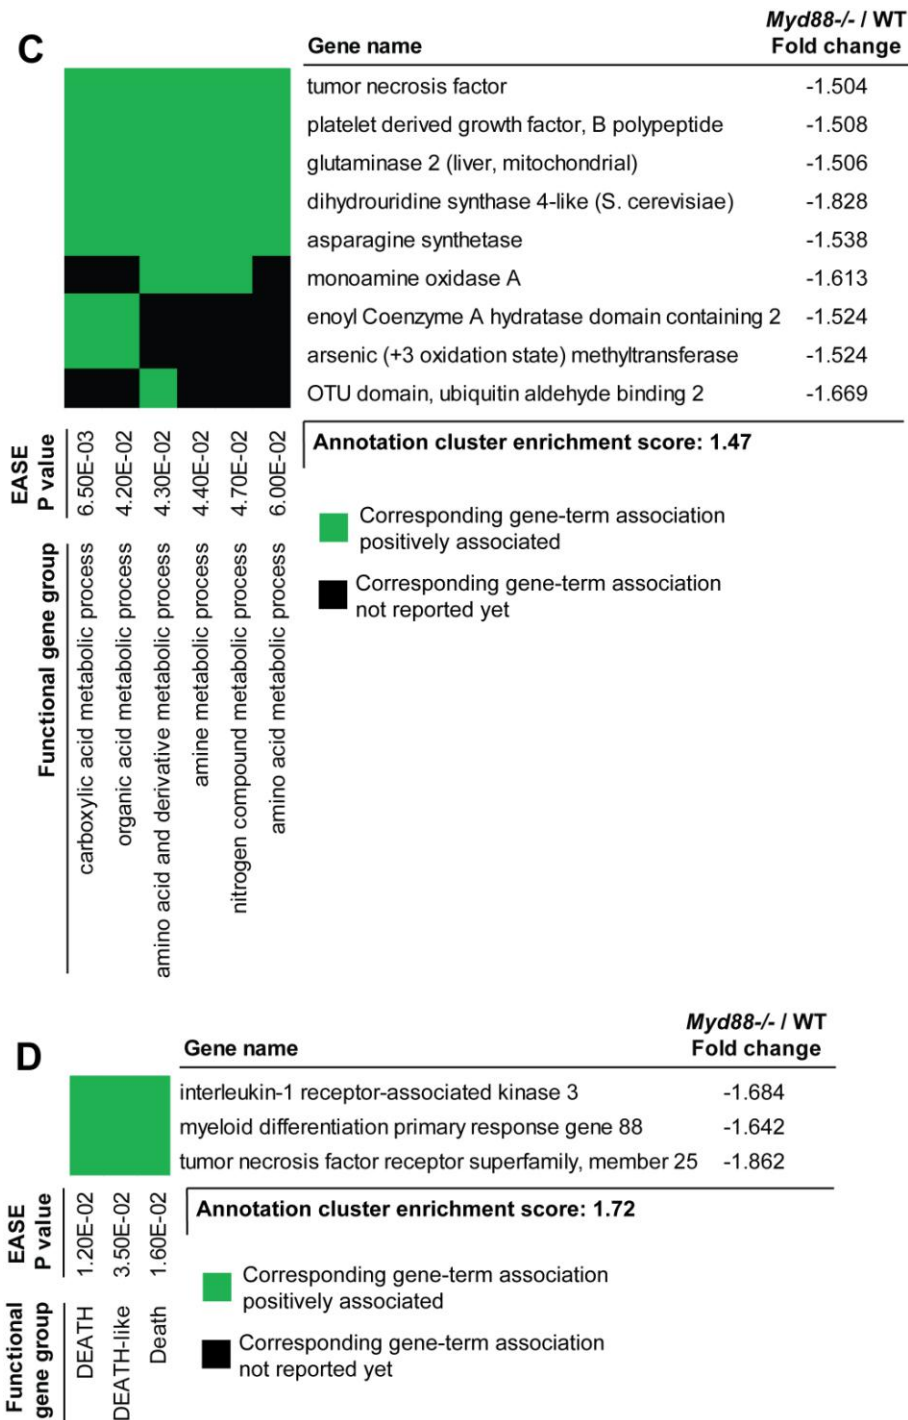 C
Myd88-/- / WT
Gene name Fold change
tumor necrosis factor -1.504
platelet derived growth factor, B polypeptide -1.508
glutaminase 2 (liver, mitochondrial) -1.506
dihydrouridine synthase 4-like (S. cerevisiae) -1.828
asparagine synthetase -1.538
monoamine oxidase A -1.613
enoyl Coenzyme A hydratase domain containing 2 -1.524
arsenic (+3 oxidation state) methyltransferase -1.524
OTU domain, ubiquitin aldehyde binding 2 -1.669
Annotation cluster enrichment score: 1.47
EASE
P value
6.50E-03
4.20E-02
4.30E-02
4.40E-02
4.70E-02
6.00E-02
Corresponding gene-term association
positively associated
Corresponding gene-term association
not reported yet
Functional gene group
carboxylic acid metabolic process
organic acid metabolic process
amino acid and derivative metabolic process
amine metabolic process
nitrogen compound metabolic process
amino acid metabolic process
D
Myd88-/- / WT
Gene name Fold change
interleukin-1 receptor-associated kinase 3 -1.684
myeloid differentiation primary response gene 88 -1.642
tumor necrosis factor receptor superfamily, member 25 -1.862
Annotation cluster enrichment score: 1.72
EASE
P value
1.20E-02
3.50E-02
1.60E-02
Corresponding gene-term association
positively associated
Corresponding gene-term association
not reported yet
Functional
gene group
DEATH
DEATH-like
Death